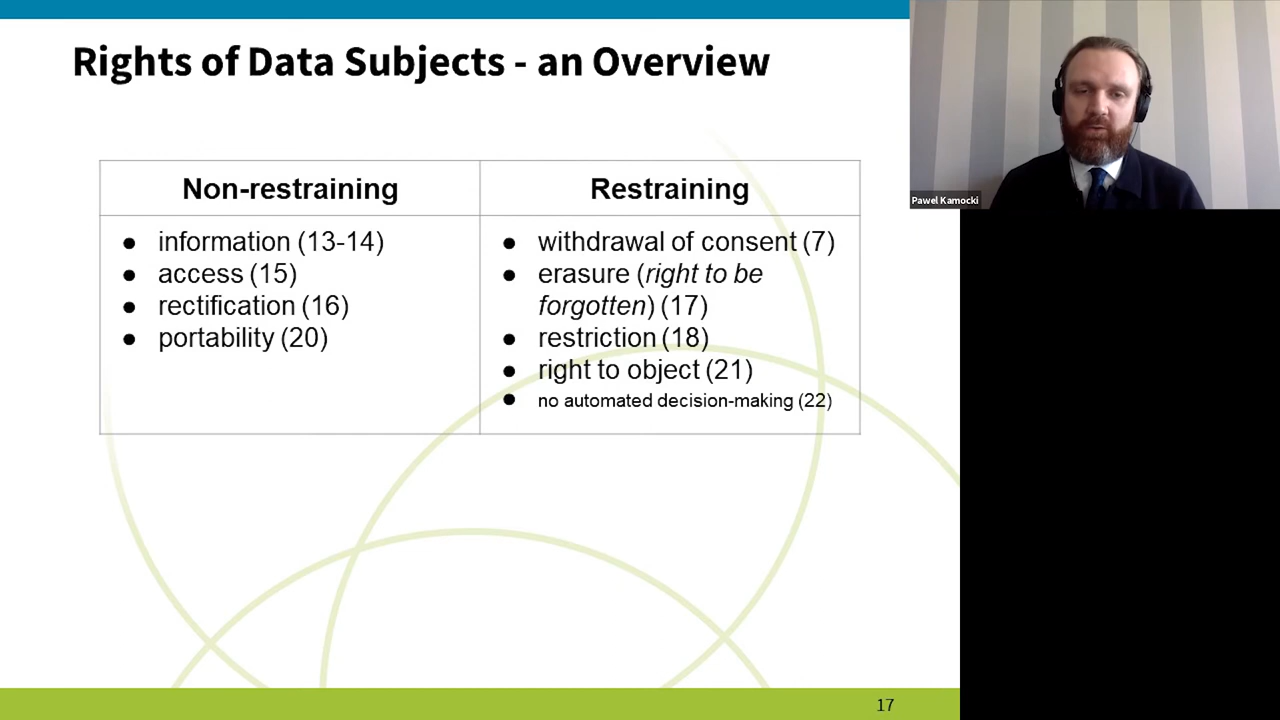 Rights of Data Subjects - an Overview
Non-restraining
Restraining
● information (13-14)
● access (15)
● rectification (16)
● portability (20)
● withdrawal of consent (7)
● erasure (right to be
forgotten) (17)
● restriction (18)
● right to object (21)
● no automated decision-making (22)
17
Pawel Kamocki